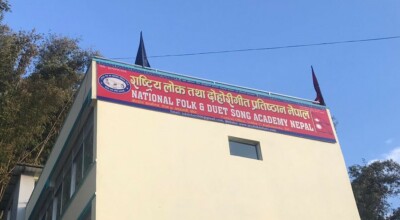 राष्ट्रिय लोक तथा दोहोरीगीत प्रतिष्ठान नेपाल
NATIONAL FOLK & DUET SONG ACADEMY NEPAL